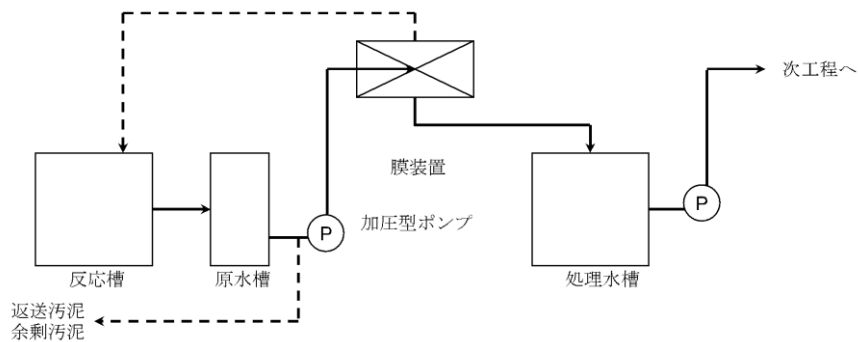 次工程へ
膜装置
P
P
加圧型ポンプ
反応槽
原水槽
処理水槽
返送汚泥
余剰汚泥